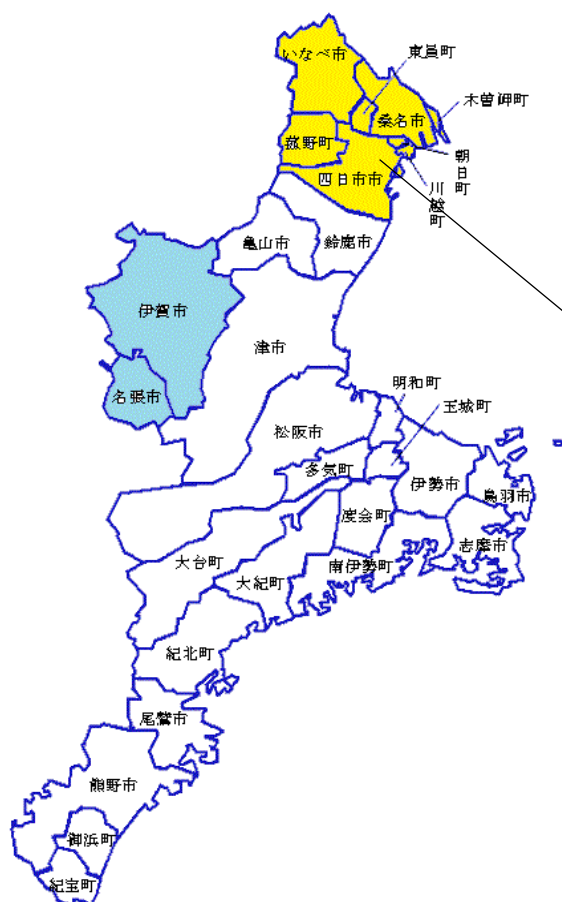 いなべ市
東員町
木曽岬町
桑名市
菰野町
朝日町
四日市市
川越町
亀山市
鈴鹿市
伊賀市
津市
名張市
明和町
玉城町
松阪市
多気町
伊勢市
鳥羽市
度会町
志摩市
大台町
南伊勢町
大紀町
紀北町
尾鷲市
熊野市
御浜町
紀宝町